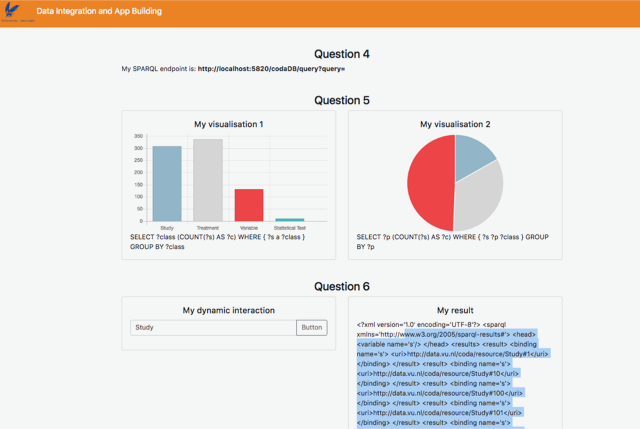 Data Integration and App Building
Question 4
My SPARQL endpoint is: http://localhost:5820/codaDB/query?query=
Question 5
My visualisation 1
350
300
250
200
150
100
50
0
Study Treatment Variable Statistical Test
SELECT ?class (COUNT(?s) AS ?c) WHERE { ?s a ?class }
GROUP BY ?class
My visualisation 2
SELECT ?p (COUNT(?s) AS ?c) WHERE { ?s ?p ?class } GROUP
BY ?p
Question 6
My dynamic interaction
Study Button
My result
<?xml version='1.0' encoding='UTF-8'?> <sparql
xmlns='http://www.w3.org/2005/sparql-results#'> <head>
<variable name='s'/> </head> <results> <result> <binding
name='s'> <uri>http://data.vu.nl/coda/resource/Study#1</uri>
</binding> </result> <result> <binding name='s'>
<uri>http://data.vu.nl/coda/resource/Study#10</uri>
</binding> </result> <result> <binding name='s'>
<uri>http://data.vu.nl/coda/resource/Study#100</uri>
</binding> </result> <result> <binding name='s'>
<uri>http://data.vu.nl/coda/resource/Study#101</uri>
</binding> </result> <result> <binding name='s'>